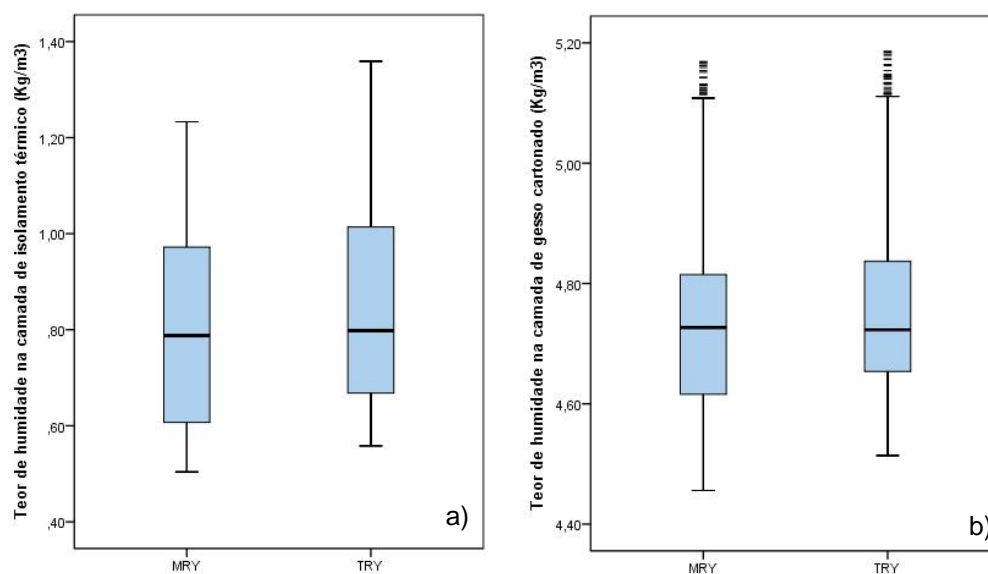 Teor de humidade na camada de isolamento térmico (Kg/m3)
1,40
1,20
1,00
,80
,60
,40
MRY
TRY
a)
Teor de humidade na camada de gesso cartonado (Kg/m3)
5,20
5,00
4,80
4,60
4,40
MRY
TRY
b)